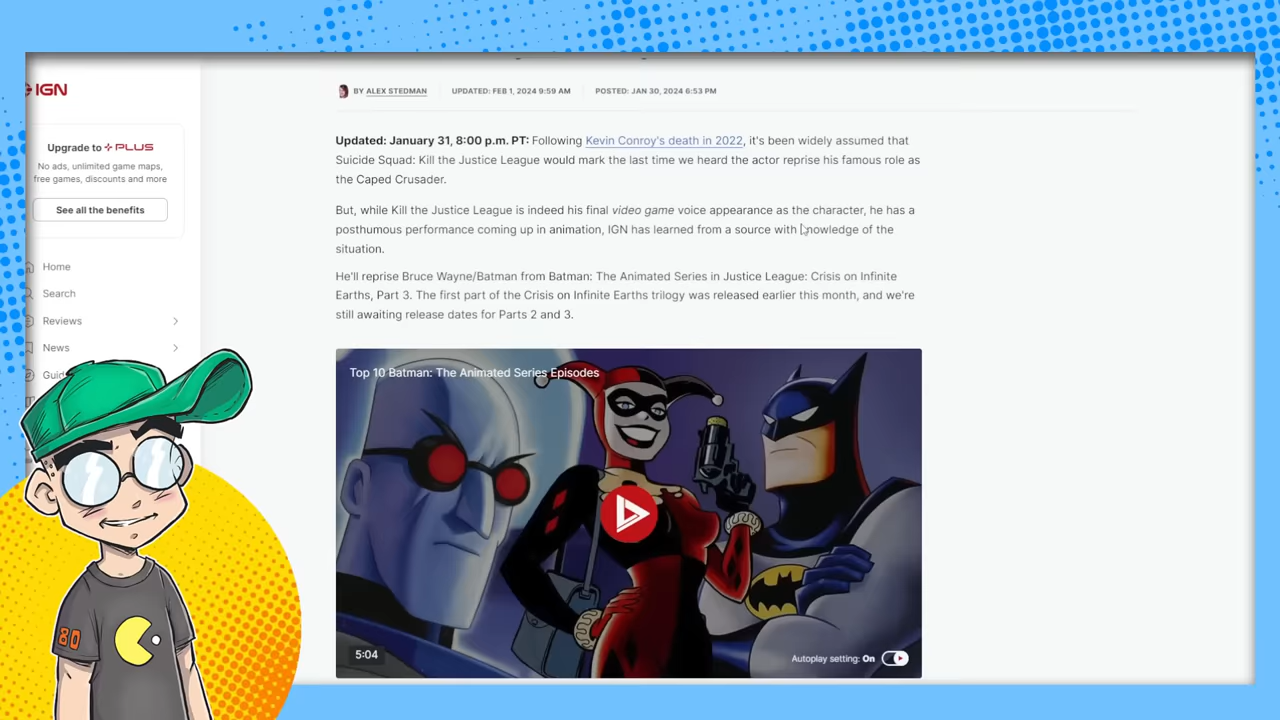 IGN
BY ALEX STEDMAN UPDATED: FEB 1, 2024 9:59 AM POSTED: JAN 30, 2024 6:53 PM
Upgrade to PLUS
No ads, unlimited game maps,
free games, discounts and more
See all the benefits
Home
Search
Reviews
News
Updated: January 31, 8:00 p.m. PT: Following Kevin Conroy's death in 2022, it's been widely assumed that
Suicide Squad: Kill the Justice League would mark the last time we heard the actor reprise his famous role as
the Caped Crusader.
But, while Kill the Justice League is indeed his final video game voice appearance as the character, he has a
posthumous performance coming up in animation, IGN has learned from a source with knowledge of the
situation.
He'll reprise Bruce Wayne/Batman from Batman: The Animated Series in Justice League: Crisis on Infinite
Earths, Part 3. The first part of the Crisis on Infinite Earths trilogy was released earlier this month, and we're
still awaiting release dates for Parts 2 and 3.
Top 10 Batman: The Animated Series Episodes
5:04
Autoplay setting: On
80